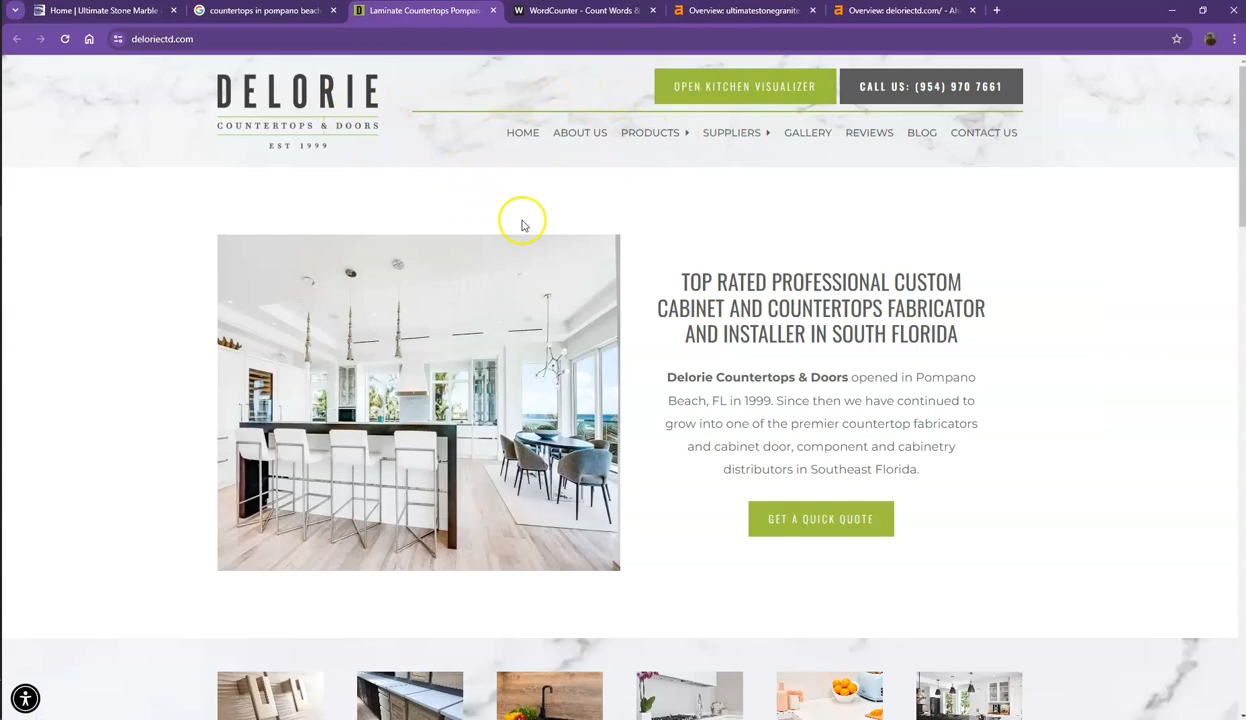 Home | Ultimate Stone Marble
countertops in pompano beach
Laminate Countertops Pompan
WordCounter - Count Words &
Overview: ultimatestonegranite.
Overview: deloriectd.com/ - Ah
deloriectd.com
DELORIE
COUNTERTOPS & DOORS
EST 1999
OPEN KITCHEN VISUALIZER
CALL US: (954) 970 7661
HOME ABOUT US PRODUCTS SUPPLIERS GALLERY REVIEWS BLOG CONTACT US
TOP RATED PROFESSIONAL CUSTOM
CABINET AND COUNTERTOPS FABRICATOR
AND INSTALLER IN SOUTH FLORIDA
Delorie Countertops & Doors opened in Pompano
Beach, FL in 1999. Since then we have continued to
grow into one of the premier countertop fabricators
and cabinet door, component and cabinetry
distributors in Southeast Florida.
GET A QUICK QUOTE